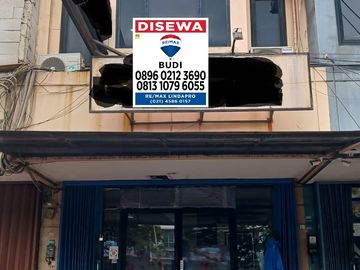 DISEWA
RE/MAX
BUDI
0896 0212 3690
0813 1079 6055
RE/MAX LINDAPRO
(021) 4586 0157